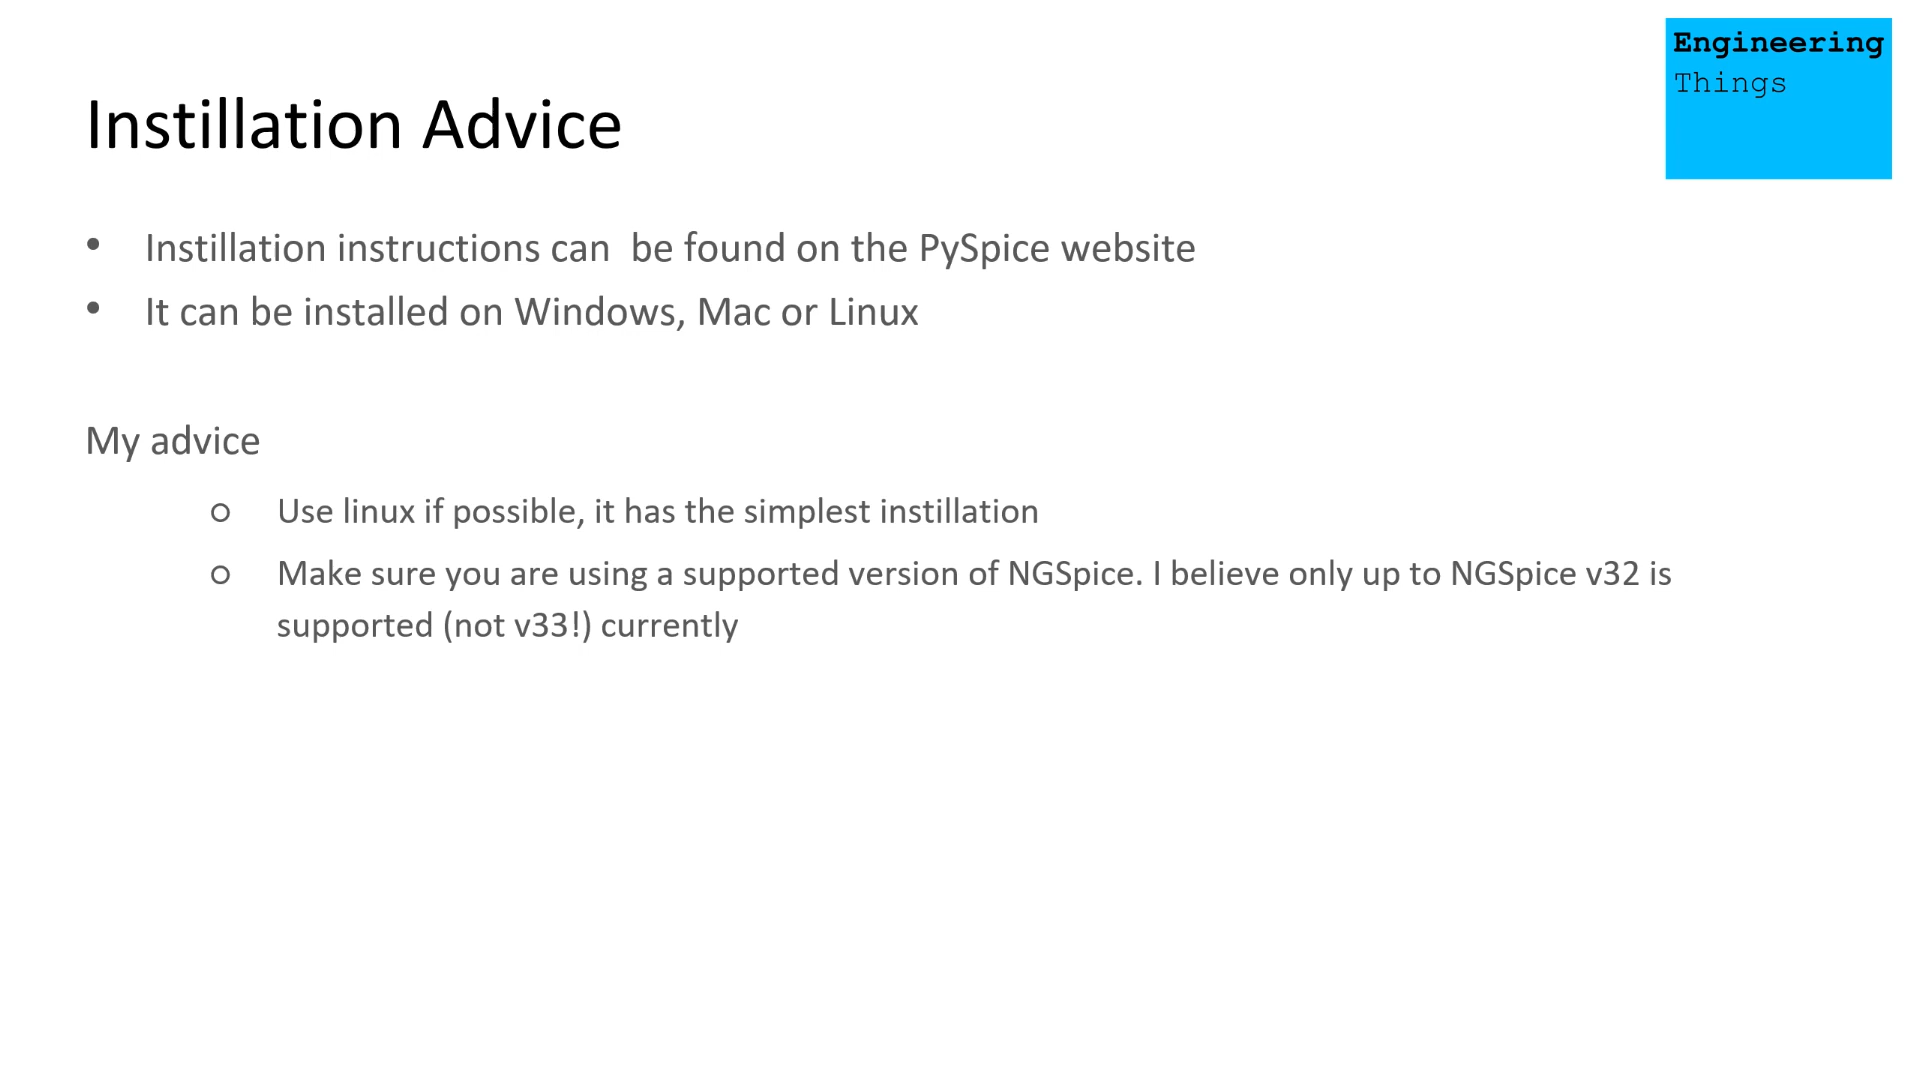 Engineering
Things
Instillation Advice
• Instillation instructions can  be found on the PySpice website
• It can be installed on Windows, Mac or Linux
My advice
○ Use linux if possible, it has the simplest instillation
○ Make sure you are using a supported version of NGSpice. I believe only up to NGSpice v32 is
supported (not v33!) currently